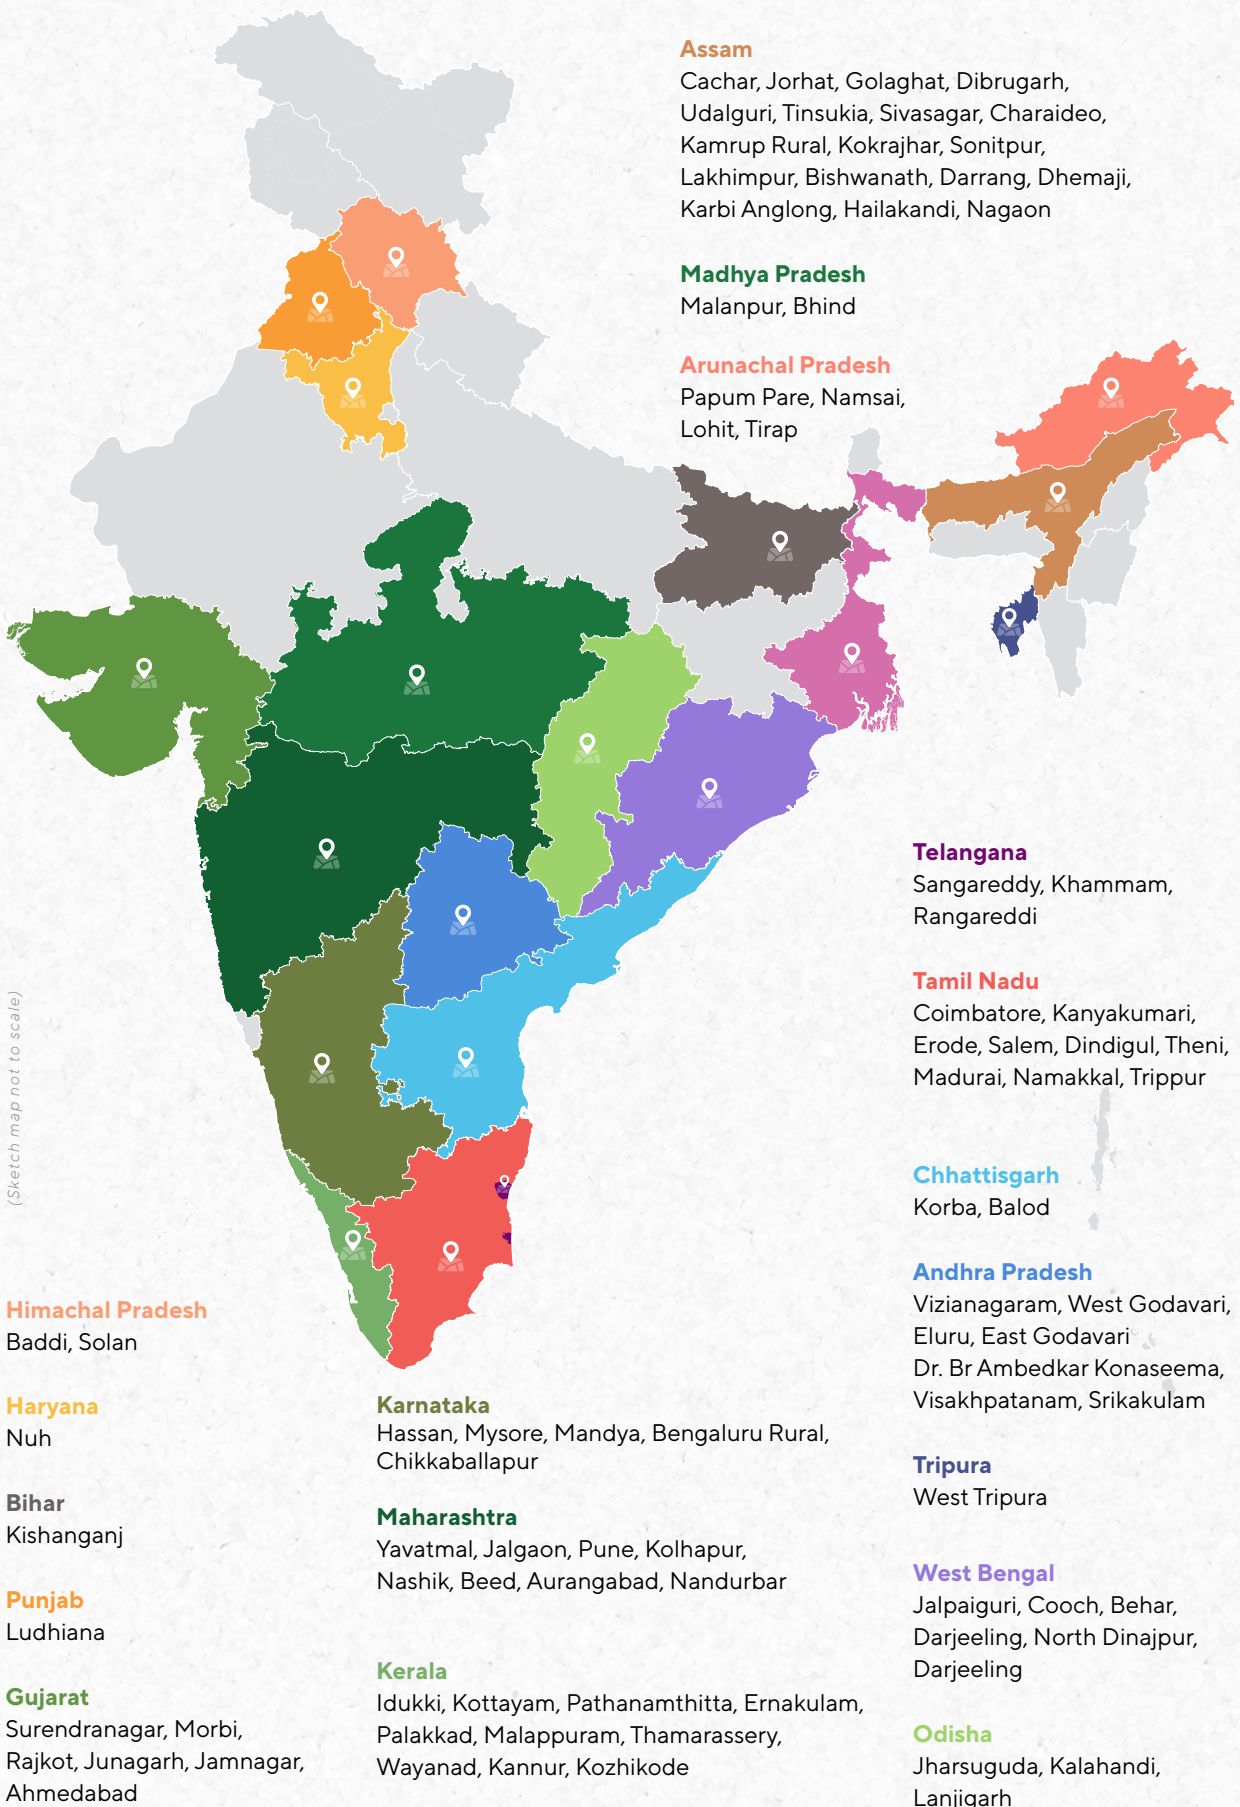 Assam
Cachar, Jorhat, Golaghat, Dibrugarh,
Udalguri, Tinsukia, Sivasagar, Charaideo,
Kamrup Rural, Kokrajhar, Sonitpur,
Lakhimpur, Bishwanath, Darrang, Dhemaji,
Karbi Anglong, Hailakandi, Nagaon
Madhya Pradesh
Malanpur, Bhind
Arunachal Pradesh
Papum Pare, Namsai,
Lohit, Tirap
Telangana
Sangareddy, Khammam,
Rangareddi
Tamil Nadu
Coimbatore, Kanyakumari,
Erode, Salem, Dindigul, Theni,
Madurai, Namakkal, Trippur
Chhattisgarh
Korba, Balod
Andhra Pradesh
Vizianagaram, West Godavari,
Eluru, East Godavari
Dr. Br Ambedkar Konaseema,
Visakhpatanam, Srikakulam
Tripura
West Tripura
West Bengal
Jalpaiguri, Cooch, Behar,
Darjeeling, North Dinajpur,
Darjeeling
Odisha
Jharsuguda, Kalahandi,
Lanjigarh
(Sketch map not to scale)
Himachal Pradesh
Baddi, Solan
Haryana
Nuh
Bihar
Kishanganj
Punjab
Ludhiana
Gujarat
Surendranagar, Morbi,
Rajkot, Junagarh, Jamnagar,
Ahmedabad
Karnataka
Hassan, Mysore, Mandya, Bengaluru Rural,
Chikkaballapur
Maharashtra
Yavatmal, Jalgaon, Pune, Kolhapur,
Nashik, Beed, Aurangabad, Nandurbar
Kerala
Idukki, Kottayam, Pathanamthitta, Ernakulam,
Palakkad, Malappuram, Thamarassery,
Wayanad, Kannur, Kozhikode